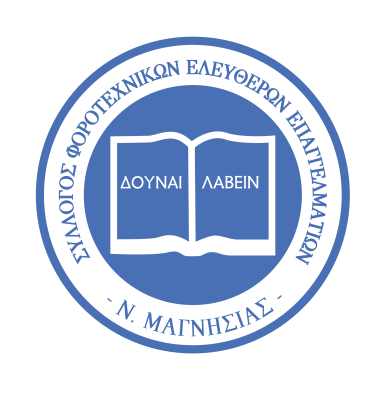 ΣΥΛΛΟΓΟΣ ΦΟΡΟΤΕΧΝΙΚΩΝ ΕΛΕΥΘΕΡΩΝ ΕΠΑΓΓΕΛΜΑΤΙΩΝ
ΔΟΥΝΑΙ ΛΑΒΕΙΝ
- Ν. ΜΑΓΝΗΣΙΑΣ -